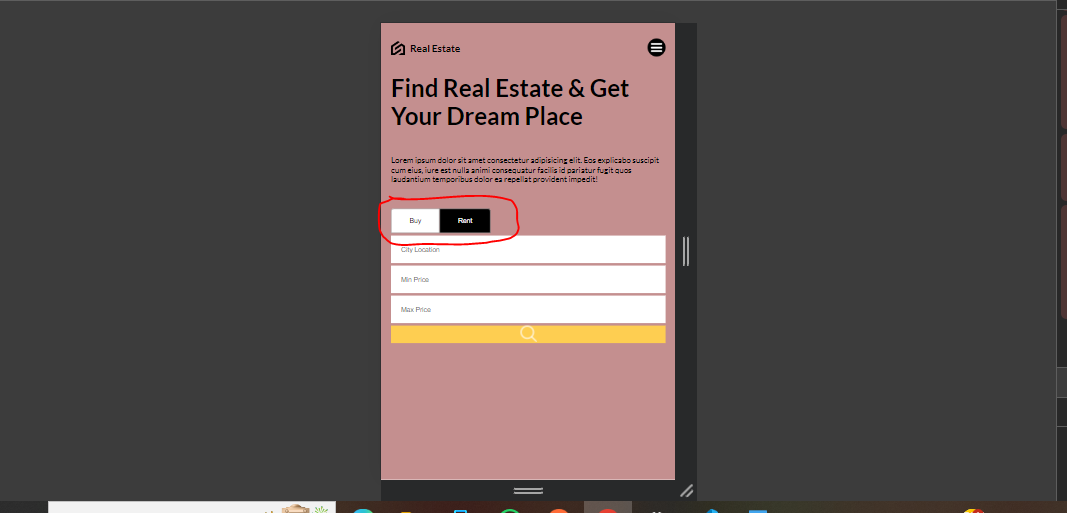 Real Estate
Find Real Estate & Get
Your Dream Place
Lorem ipsum dolor sit amet consectetur adipisicing elit. Eos explicabo suscipit
cum eius, iure est nulla animi consequatur facilis id pariatur fugit quos
laudantium temporibus dolor ea repellat provident impedit!
Buy Rent
City Location
Min Price
Max Price